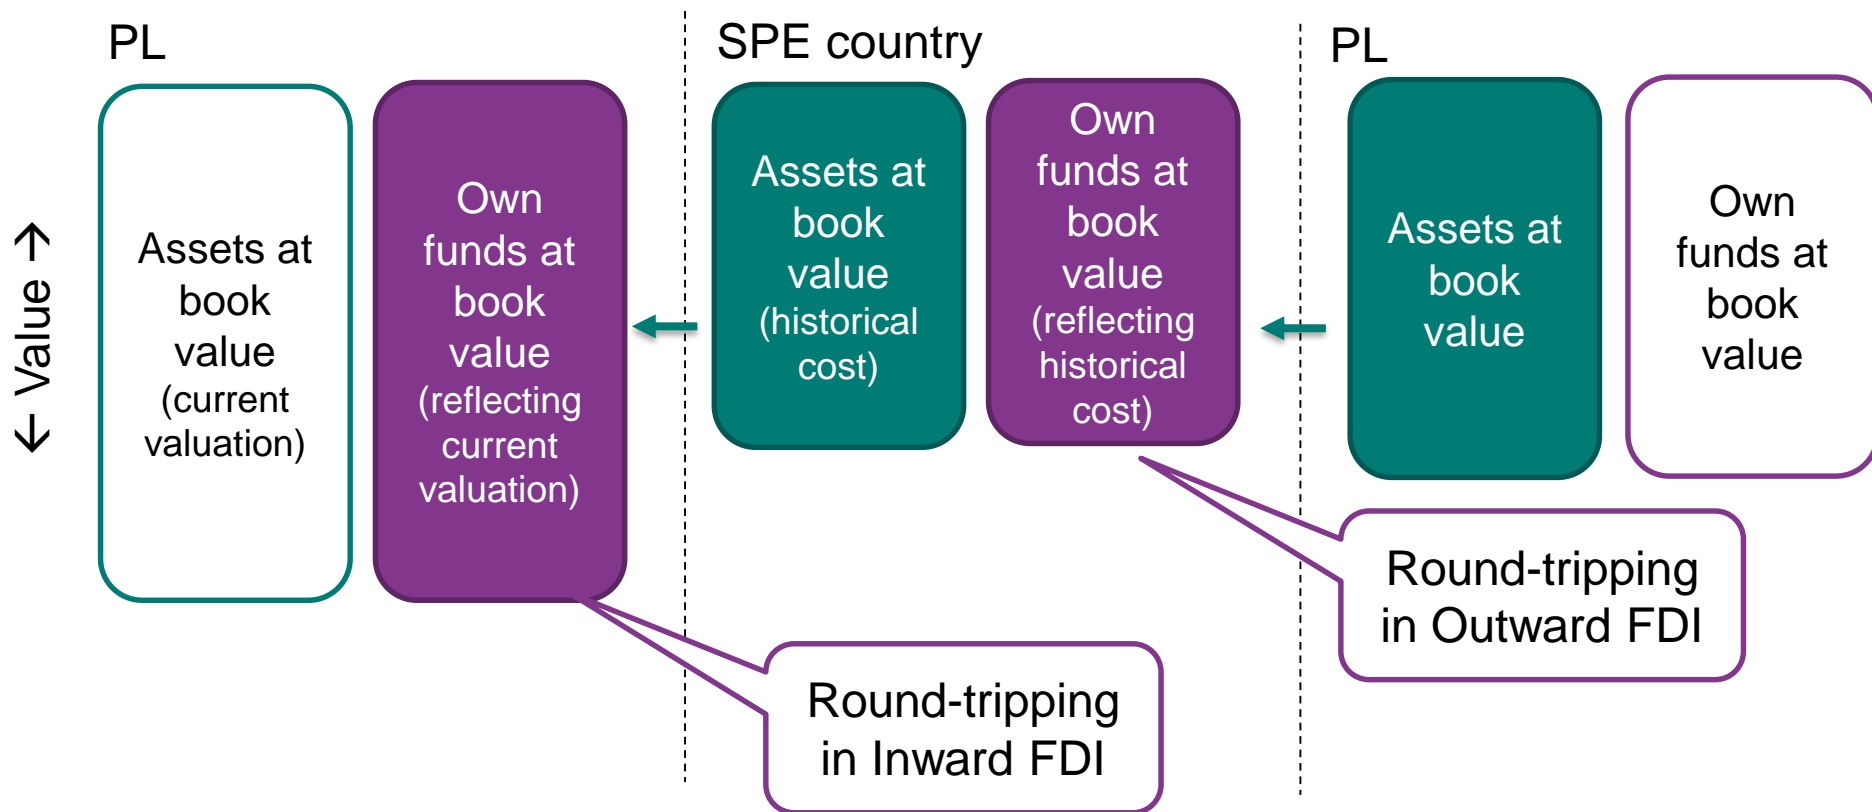 PL
SPE country
PL
← Value →
Assets at
book
value
(current
valuation)
Own
funds at
book
value
(reflecting
current
valuation)
Assets at
book
value
(historical
cost)
Own
funds at
book
value
(reflecting
historical
cost)
Assets at
book
value
Own
funds at
book
value
Round-tripping
in Outward FDI
Round-tripping
in Inward FDI